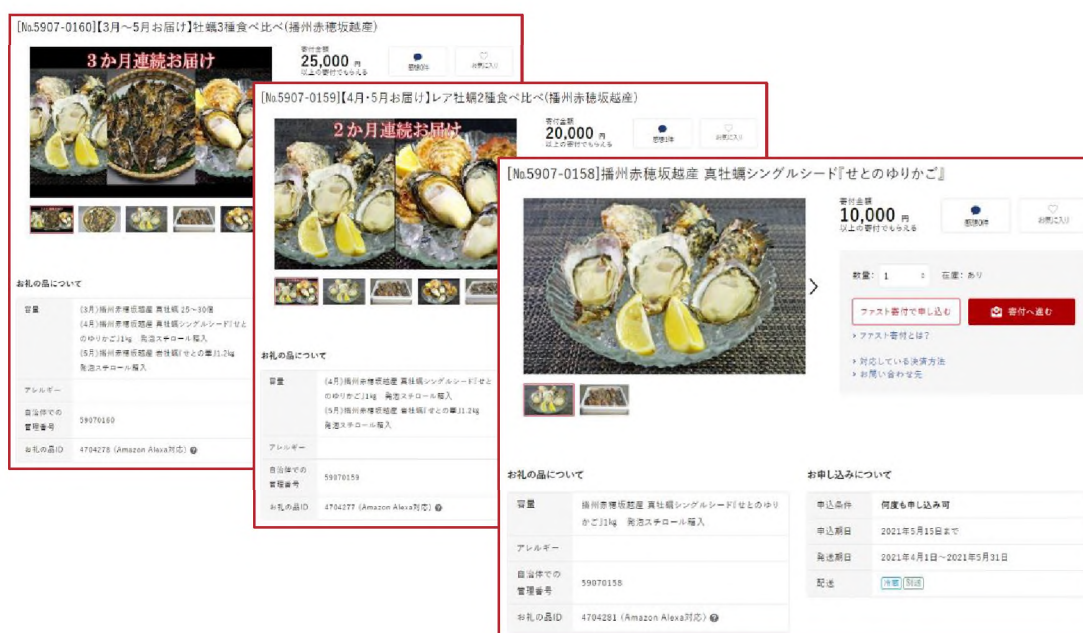 [No.5907-0160]【3月～5月お届け】牡蠣3種食べ比べ(播州赤穂坂越産)
3か月連続お届け
寄付金額
25,000 円
以上の寄付でもらえる
感想0件
お気に入り
お礼の品について
容量
(3月)播州赤穂坂越産 真牡蠣 25～30個
(4月)播州赤穂坂越産 真牡蠣シングルシード『せと
のゆりかご』1kg 発泡スチロール箱入
(5月)播州赤穂坂越産 岩牡蠣『せとの華』1.2kg
発泡スチロール箱入
アレルギー
自治体での
管理番号
59070160
お礼の品ID
4704278 (Amazon Alexa対応)
[No.5907-0159]【4月・5月お届け】レア牡蠣2種食べ比べ(播州赤穂坂越産)
2か月連続お届け
寄付金額
20,000 円
以上の寄付でもらえる
感想1件
お気に入り
お礼の品について
容量
(4月)播州赤穂坂越産 真牡蠣シングルシード『せと
のゆりかご』1kg 発泡スチロール箱入
(5月)播州赤穂坂越産 岩牡蠣『せとの華』1.2kg
発泡スチロール箱入
アレルギー
自治体での
管理番号
59070159
お礼の品ID
4704277 (Amazon Alexa対応)
[No.5907-0158]播州赤穂坂越産 真牡蠣シングルシード『せとのゆりかご』
寄付金額
10,000 円
以上の寄付でもらえる
感想0件
お気に入り
数量: 1
在庫: あり
ファスト寄付で申し込む
寄付へ進む
› ファスト寄付とは?
› 対応している決済方法
› お問い合わせ先
お礼の品について
容量
播州赤穂坂越産 真牡蠣シングルシード『せとのゆり
かご』1kg 発泡スチロール箱入
アレルギー
自治体での
管理番号
59070158
お礼の品ID
4704281 (Amazon Alexa対応)
お申し込みについて
申込条件
何度も申し込み可
申込期日
2021年5月15日まで
発送期日
2021年4月1日～2021年5月31日
配送
冷蔵 別送